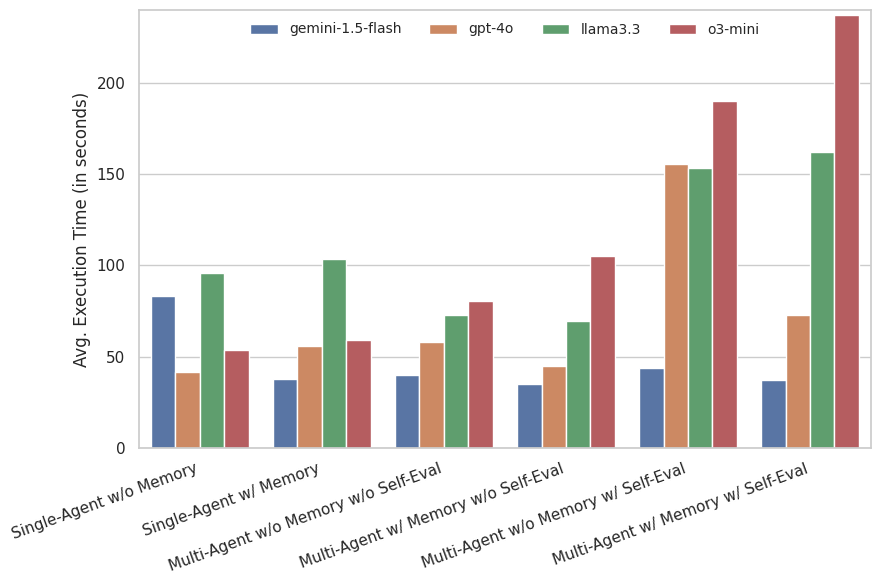 gemini-1.5-flash gpt-4o llama3.3 o3-mini
Avg. Execution Time (in seconds)
200
150
100
50
0
Single-Agent w/o Memory
Single-Agent w/ Memory
Multi-Agent w/o Memory w/o Self-Eval
Multi-Agent w/ Memory w/o Self-Eval
Multi-Agent w/o Memory w/ Self-Eval
Multi-Agent w/ Memory w/ Self-Eval